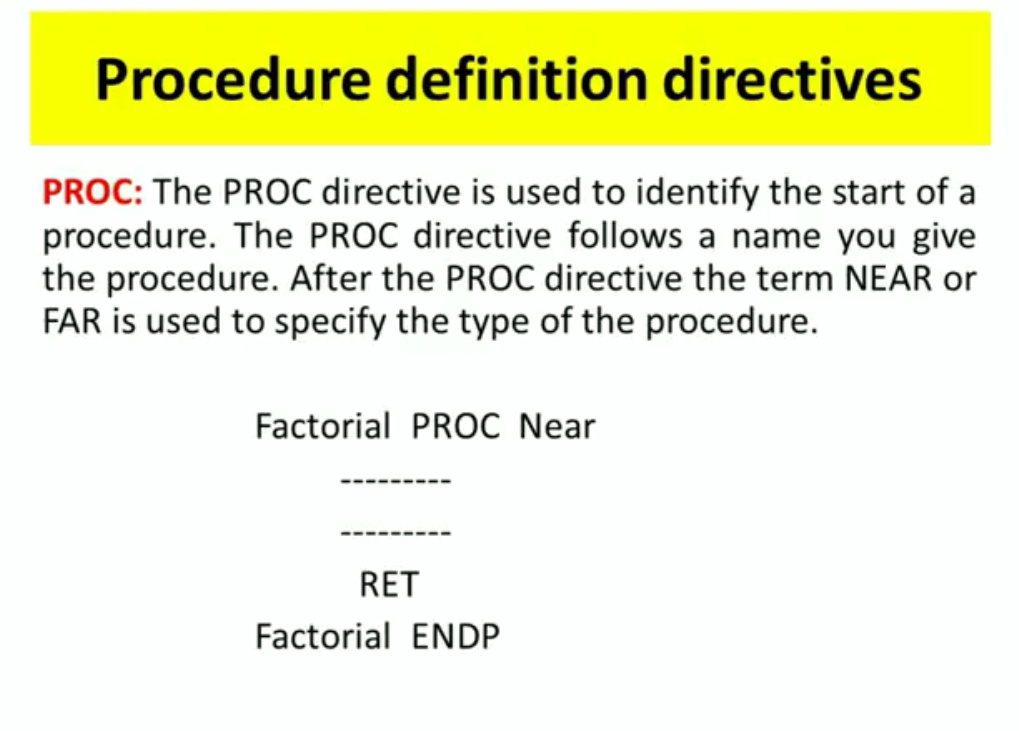 Procedure definition directives
PROC: The PROC directive is used to identify the start of a
procedure. The PROC directive follows a name you give
the procedure. After the PROC directive the term NEAR or
FAR is used to specify the type of the procedure.
Factorial PROC Near
---------
---------
RET
Factorial ENDP